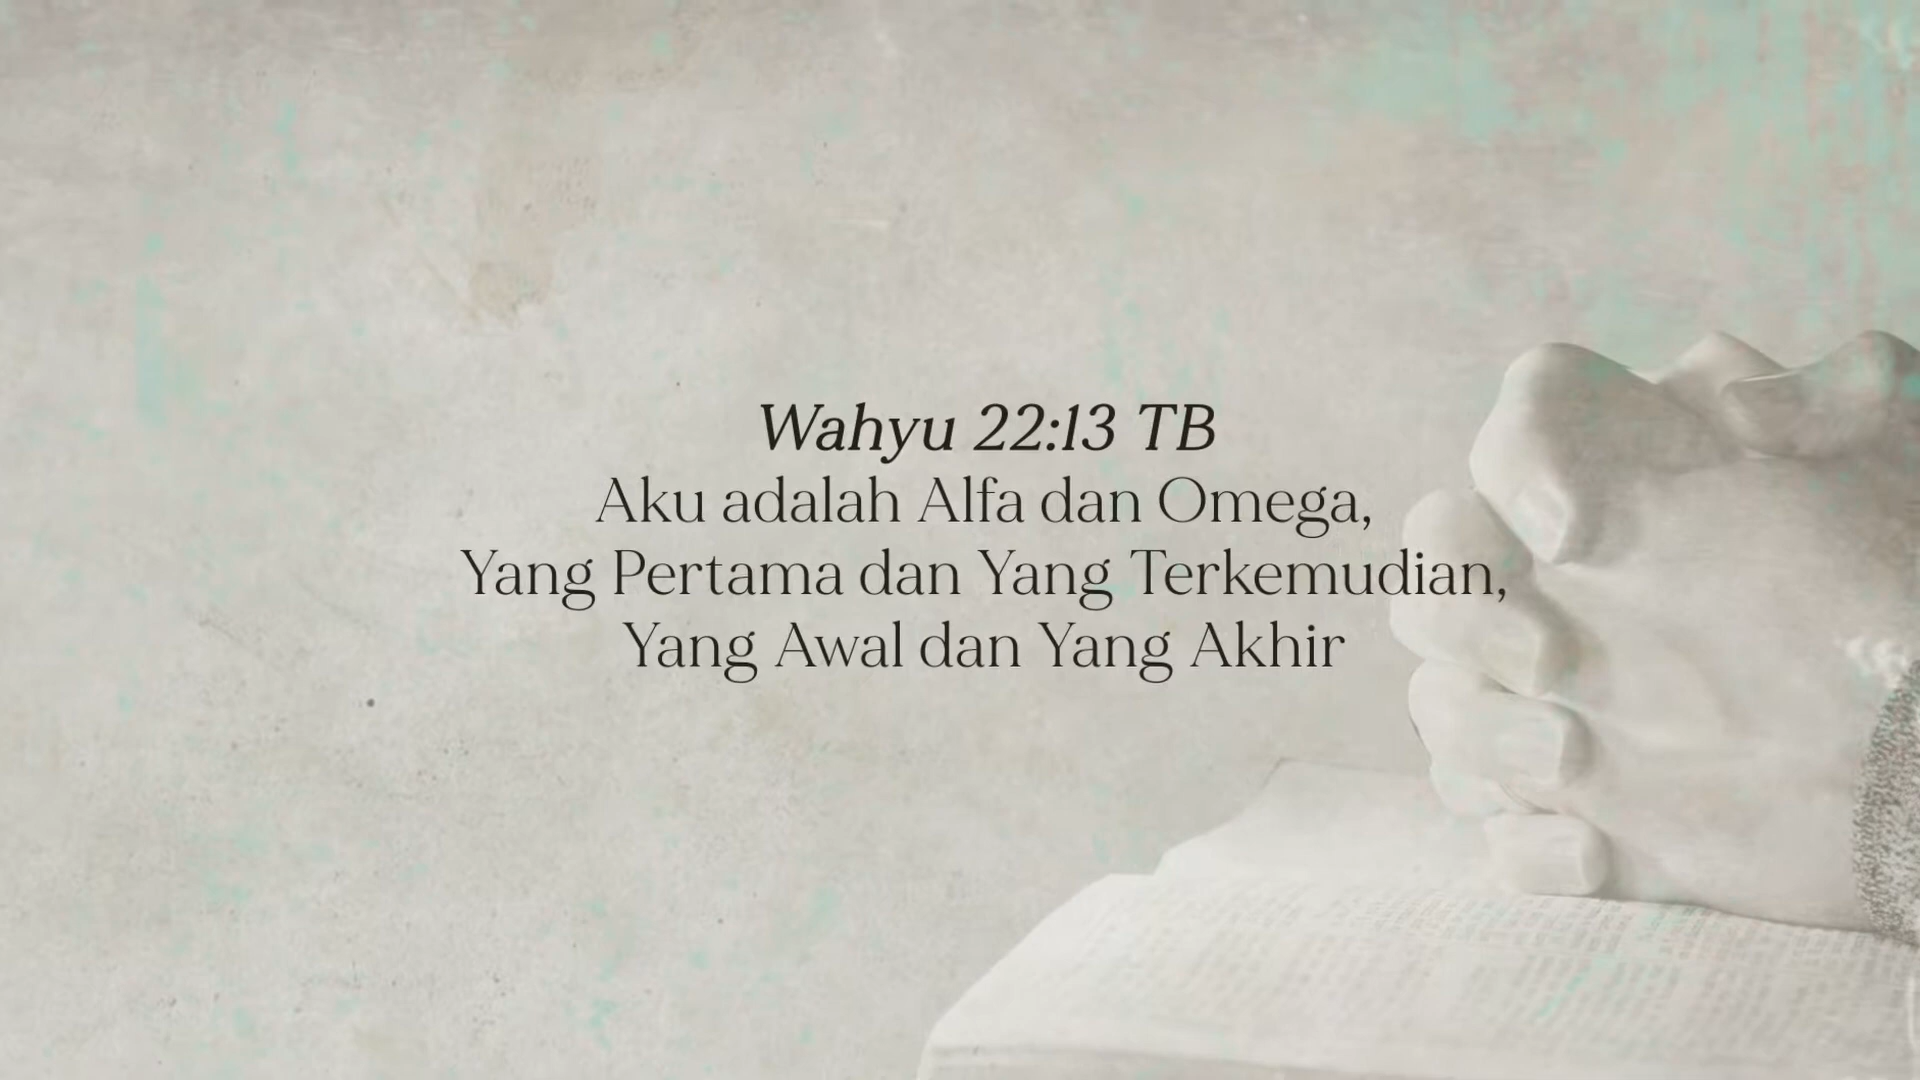 Wahyu 22:13 TB
Aku adalah Alfa dan Omega,
Yang Pertama dan Yang Terkemudian,
Yang Awal dan Yang Akhir